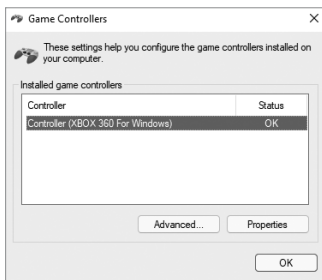 Game Controllers
These settings help you configure the game controllers installed on
your computer.
Installed game controllers
Controller Status
Controller (XBOX 360 For Windows) OK
Advanced... Properties
OK